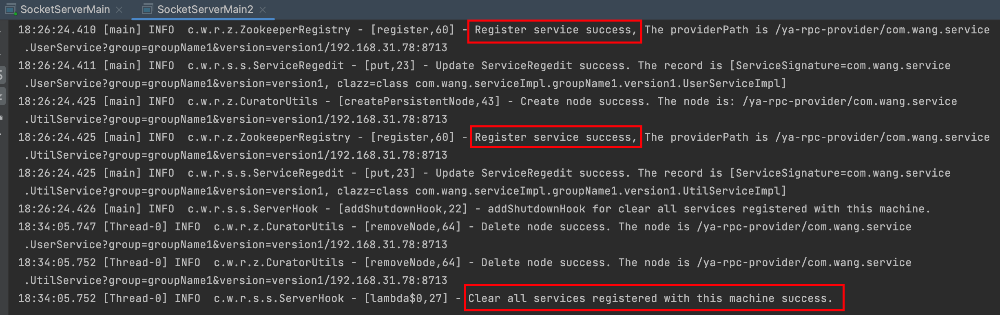 SocketServerMain SocketServerMain2
18:26:24.410 [main] INFO  c.w.r.z.ZookeeperRegistry - [register,60] - Register service success, The providerPath is /ya-rpc-provider/com.wang.service
.UserService?group=groupName1&version=version1/192.168.31.78:8713
18:26:24.411 [main] INFO  c.w.r.s.s.ServiceRegedit - [put,23] - Update ServiceRegedit success. The record is [ServiceSignature=com.wang.service
.UserService?group=groupName1&version=version1, clazz=class com.wang.serviceImpl.groupName1.version1.UserServiceImpl]
18:26:24.425 [main] INFO  c.w.r.z.CuratorUtils - [createPersistentNode,43] - Create node success. The node is: /ya-rpc-provider/com.wang.service
.UtilService?group=groupName1&version=version1/192.168.31.78:8713
18:26:24.425 [main] INFO  c.w.r.z.ZookeeperRegistry - [register,60] - Register service success, The providerPath is /ya-rpc-provider/com.wang.service
.UtilService?group=groupName1&version=version1/192.168.31.78:8713
18:26:24.425 [main] INFO  c.w.r.s.s.ServiceRegedit - [put,23] - Update ServiceRegedit success. The record is [ServiceSignature=com.wang.service
.UtilService?group=groupName1&version=version1, clazz=class com.wang.serviceImpl.groupName1.version1.UtilServiceImpl]
18:26:24.426 [main] INFO  c.w.r.s.s.ServerHook - [addShutdownHook,22] - addShutdownHook for clear all services registered with this machine.
18:34:05.747 [Thread-0] INFO  c.w.r.z.CuratorUtils - [removeNode,64] - Delete node success. The node is /ya-rpc-provider/com.wang.service
.UserService?group=groupName1&version=version1/192.168.31.78:8713
18:34:05.752 [Thread-0] INFO  c.w.r.z.CuratorUtils - [removeNode,64] - Delete node success. The node is /ya-rpc-provider/com.wang.service
.UtilService?group=groupName1&version=version1/192.168.31.78:8713
18:34:05.752 [Thread-0] INFO  c.w.r.s.s.ServerHook - [lambda$0,27] - Clear all services registered with this machine success.